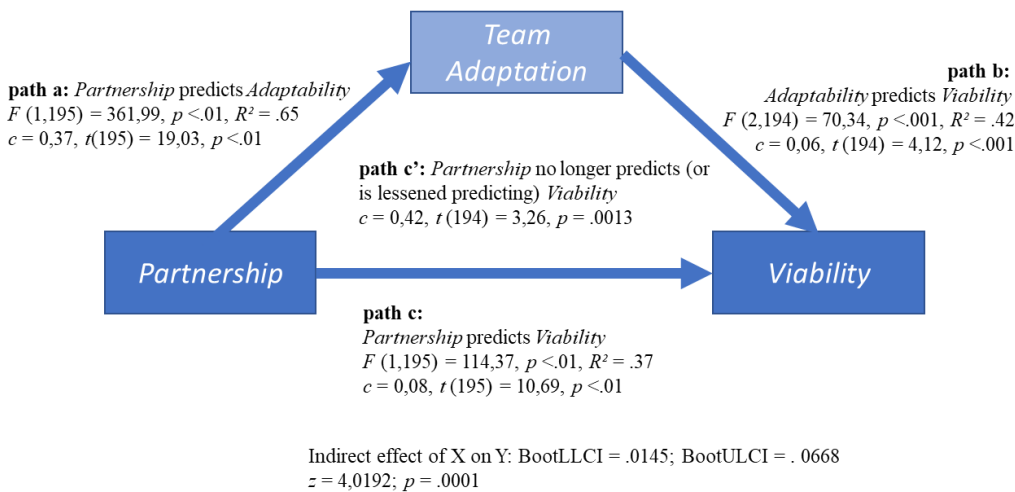 Team
Adaptation
path a: Partnership predicts Adaptability
F (1,195) = 361,99, p <.01, R² = .65
c = 0,37, t(195) = 19,03, p <.01
path b:
Adaptability predicts Viability
F (2,194) = 70,34, p <.001, R² = .42
c = 0,06, t (194) = 4,12, p <.001
path c’: Partnership no longer predicts (or
is lessened predicting) Viability
c = 0,42, t (194) = 3,26, p = .0013
Partnership
Viability
path c:
Partnership predicts Viability
F (1,195) = 114,37, p <.01, R² = .37
c = 0,08, t (195) = 10,69, p <.01
Indirect effect of X on Y: BootLLCI = .0145; BootULCI = . 0668
z = 4,0192; p = .0001